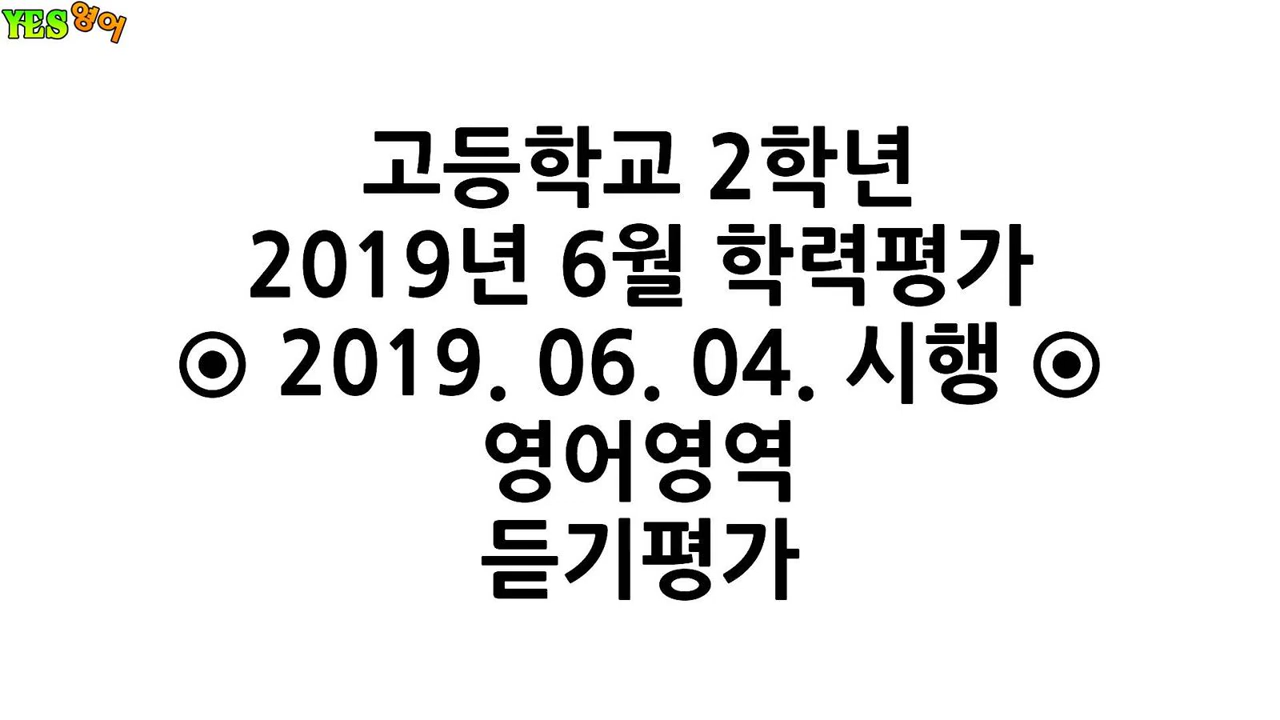 YES영어
고등학교 2학년
2019년 6월 학력평가
⊙ 2019. 06. 04. 시행 ⊙
영어영역
듣기평가